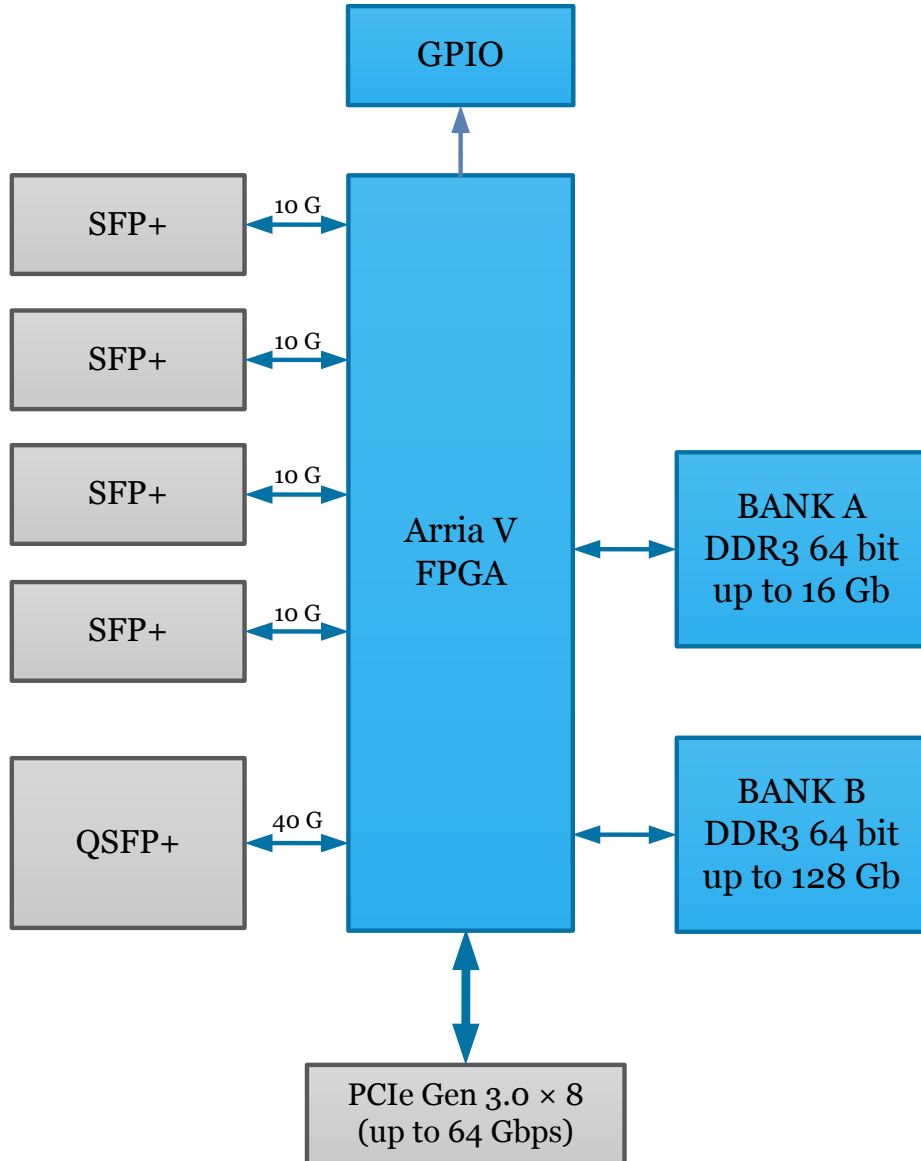 GPIO
SFP+
10 G
SFP+
10 G
SFP+
10 G
SFP+
10 G
QSFP+
40 G
Arria V
FPGA
BANK A
DDR3 64 bit
up to 16 Gb
BANK B
DDR3 64 bit
up to 128 Gb
PCIe Gen 3.0 × 8
(up to 64 Gbps)